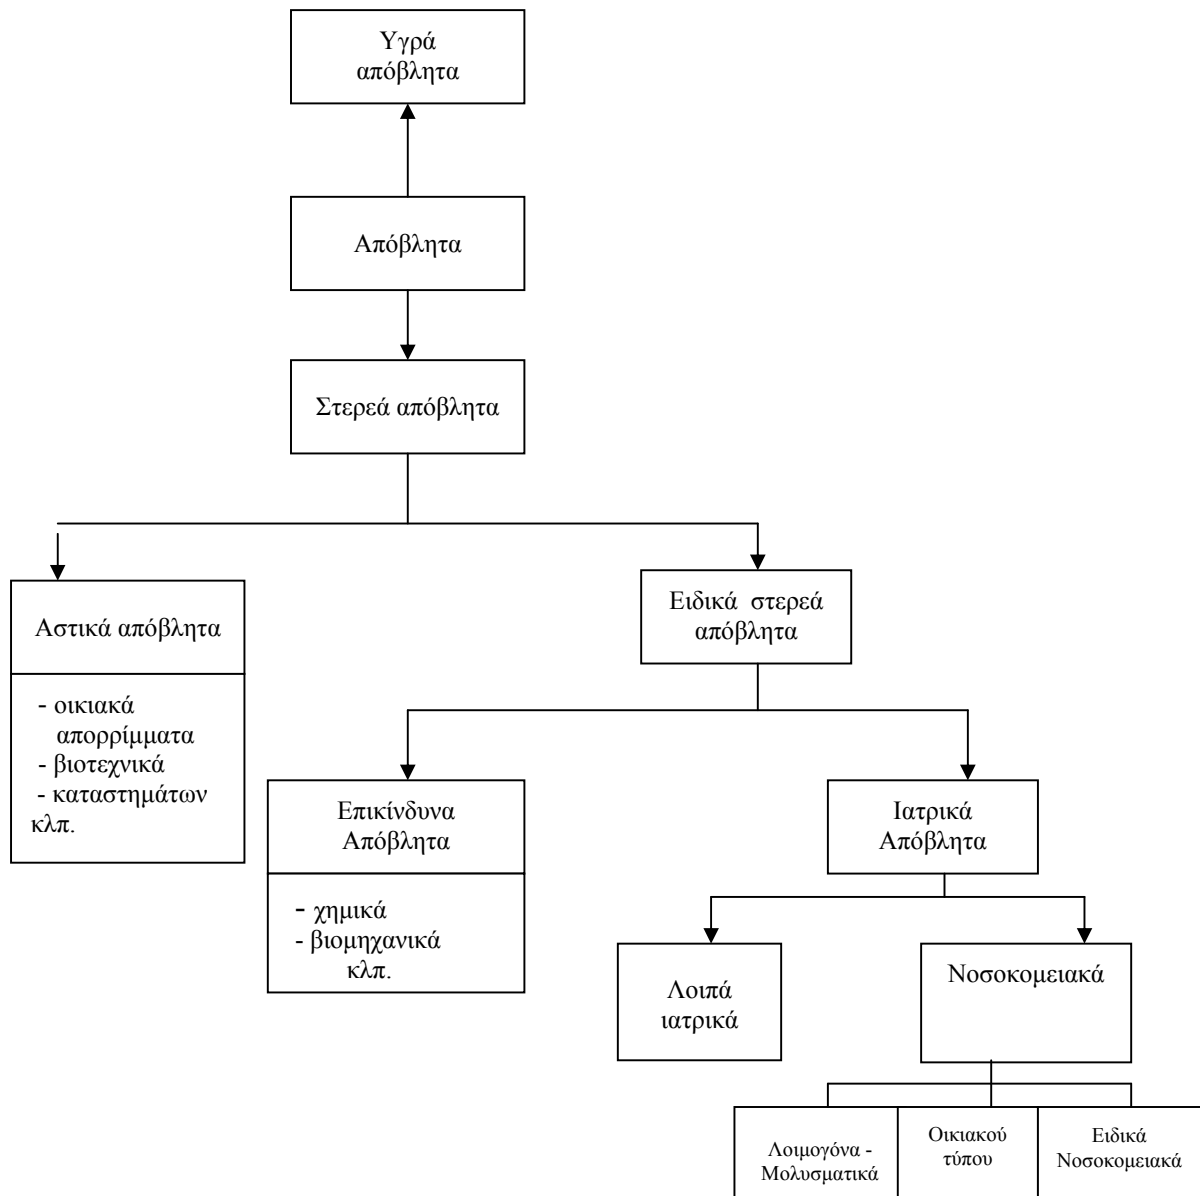 Υγρά
απόβλητα
Απόβλητα
Στερεά απόβλητα
Αστικά απόβλητα
- οικιακά
απορρίμματα
- βιοτεχνικά
- καταστημάτων
κλπ.
Ειδικά στερεά
απόβλητα
Επικίνδυνα
Απόβλητα
- χημικά
- βιομηχανικά
κλπ.
Ιατρικά
Απόβλητα
Λοιπά
ιατρικά
Νοσοκομειακά
Λοιμογόνα -
Μολυσματικά
Οικιακού
τύπου
Ειδικά
Νοσοκομειακά